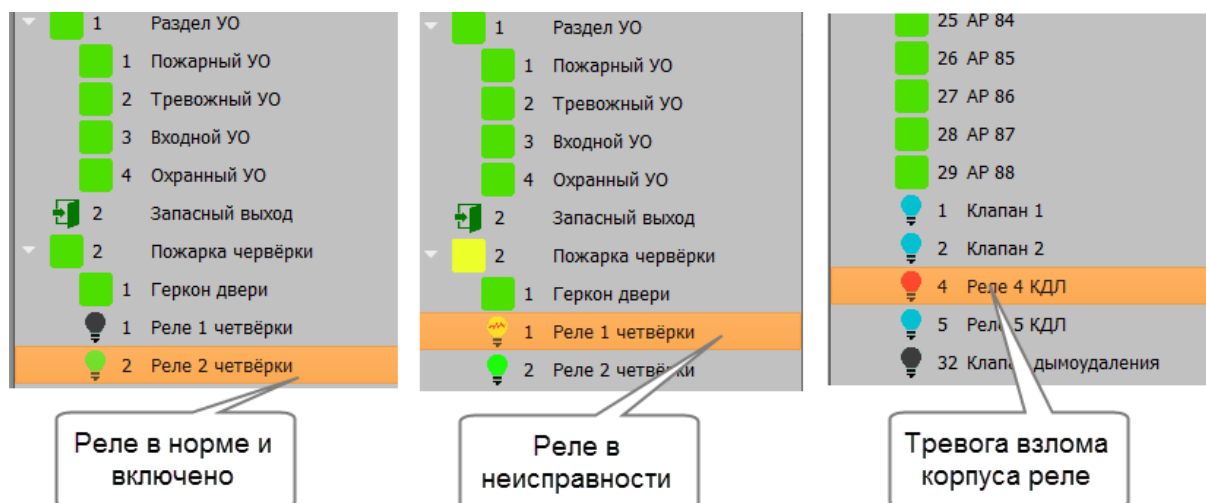 1 Раздел УО
1 Пожарный УО
2 Тревожный УО
3 Входной УО
4 Охранный УО
2 Запасный выход
2 Пожарка червёрки
1 Геркон двери
1 Реле 1 четвёрки
2 Реле 2 четвёрки
Реле в норме и
включено
1 Раздел УО
1 Пожарный УО
2 Тревожный УО
3 Входной УО
4 Охранный УО
2 Запасный выход
2 Пожарка червёрки
1 Геркон двери
1 Реле 1 четвёрки
2 Реле 2 четвёрки
Реле в
неисправности
25 АР 84
26 АР 85
27 АР 86
28 АР 87
29 АР 88
1 Клапан 1
2 Клапан 2
4 Реле 4 КДЛ
5 Реле 5 КДЛ
32 Клапан дымоудаления
Тревога взлома
корпуса реле